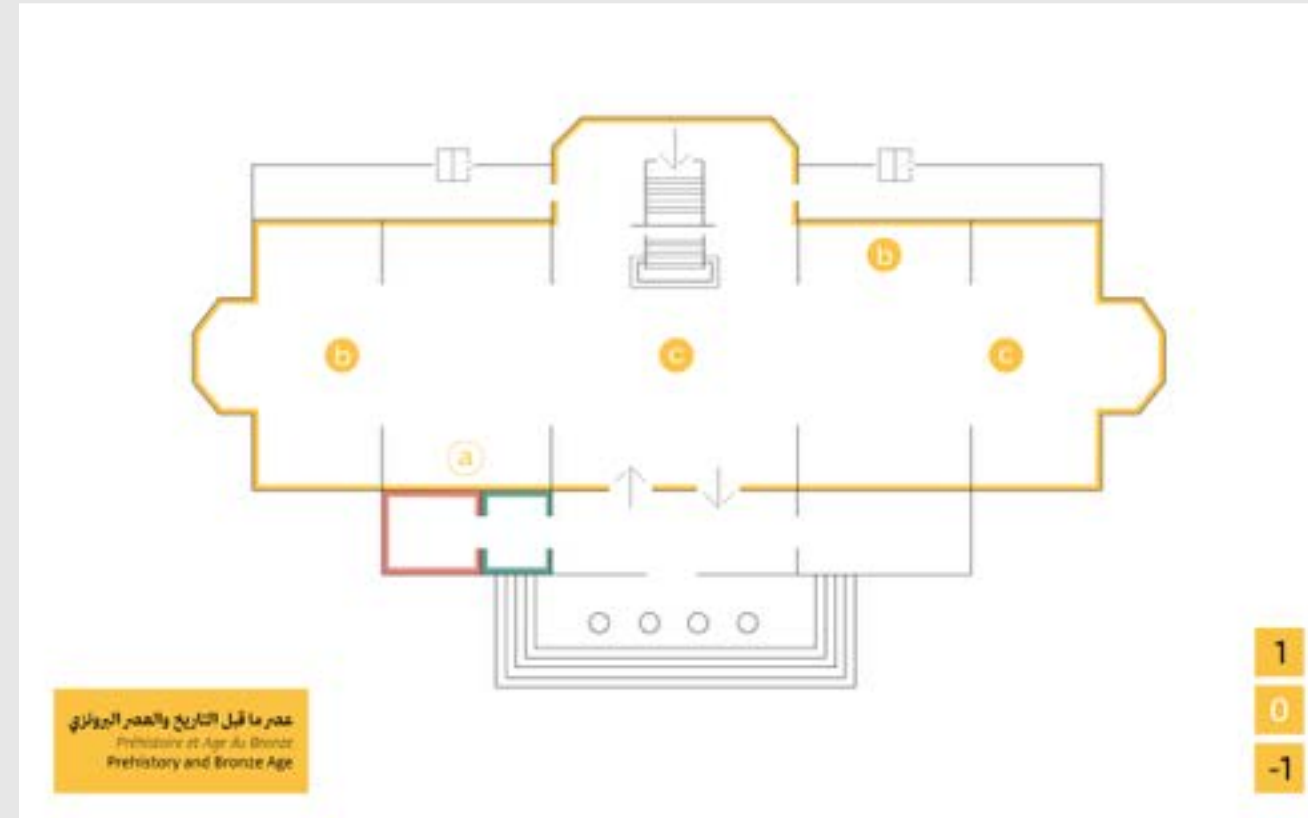 b
b
c
c
a
عصر ما قبل التاريخ والعصر البرونزي
Préhistoire et Age du Bronze
Prehistory and Bronze Age
1
0
-1